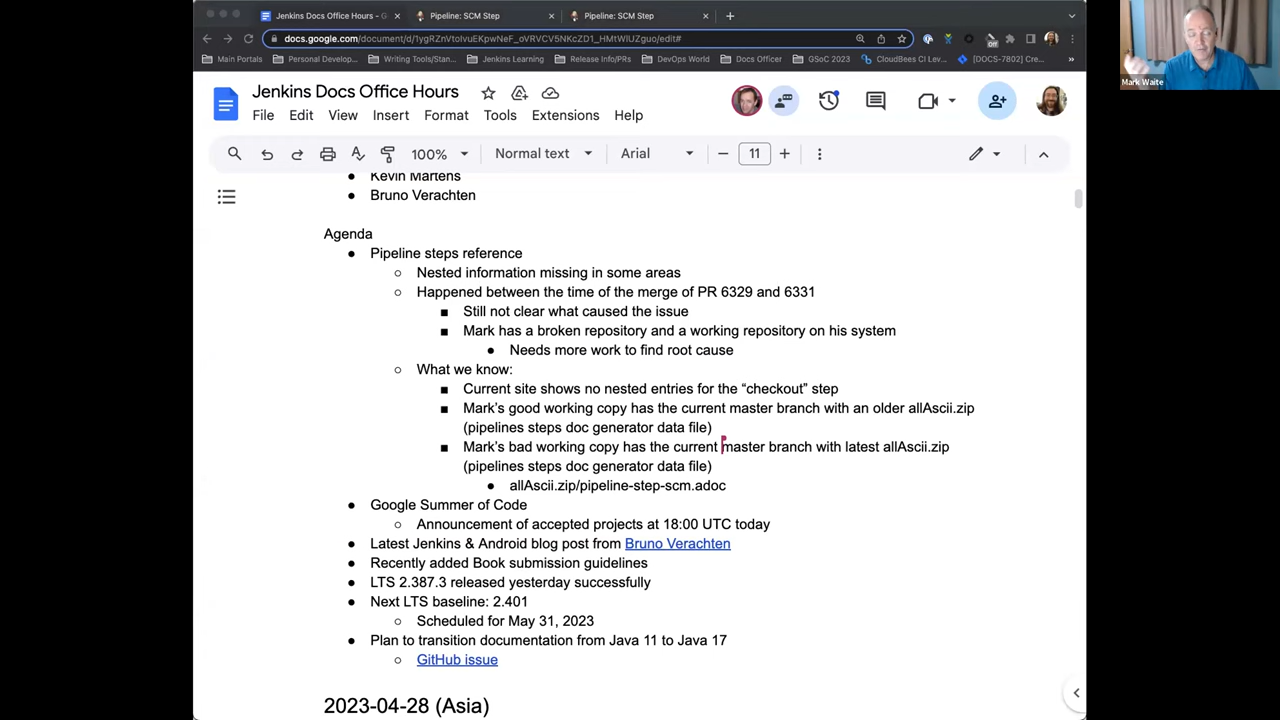 Jenkins Docs Office Hours - G
Pipeline: SCM Step
Pipeline: SCM Step
docs.google.com/document/d/1ygRZnVtoIvuEKpwNeF_oVRVCV5NKcZD1_HMtWlUZguo/edit#
Main Portals
Personal Develop...
Writing Tools/Stan...
Jenkins Learning
Release Info/PRs
DevOps World
Docs Officer
GSoC 2023
CloudBees CI Lev...
[DOCS-7802] Cre...
»
Mark Waite
Jenkins Docs Office Hours
File Edit View Insert Format Tools Extensions Help
100% Normal text Arial 11
Kevin Martens
Bruno Verachten
Agenda
Pipeline steps reference
Nested information missing in some areas
Happened between the time of the merge of PR 6329 and 6331
Still not clear what caused the issue
Mark has a broken repository and a working repository on his system
Needs more work to find root cause
What we know:
Current site shows no nested entries for the “checkout” step
Mark's good working copy has the current master branch with an older allAscii.zip
(pipelines steps doc generator data file)
Mark's bad working copy has the current master branch with latest allAscii.zip
(pipelines steps doc generator data file)
allAscii.zip/pipeline-step-scm.adoc
Google Summer of Code
Announcement of accepted projects at 18:00 UTC today
Latest Jenkins & Android blog post from Bruno Verachten
Recently added Book submission guidelines
LTS 2.387.3 released yesterday successfully
Next LTS baseline: 2.401
Scheduled for May 31, 2023
Plan to transition documentation from Java 11 to Java 17
GitHub issue
2023-04-28 (Asia)